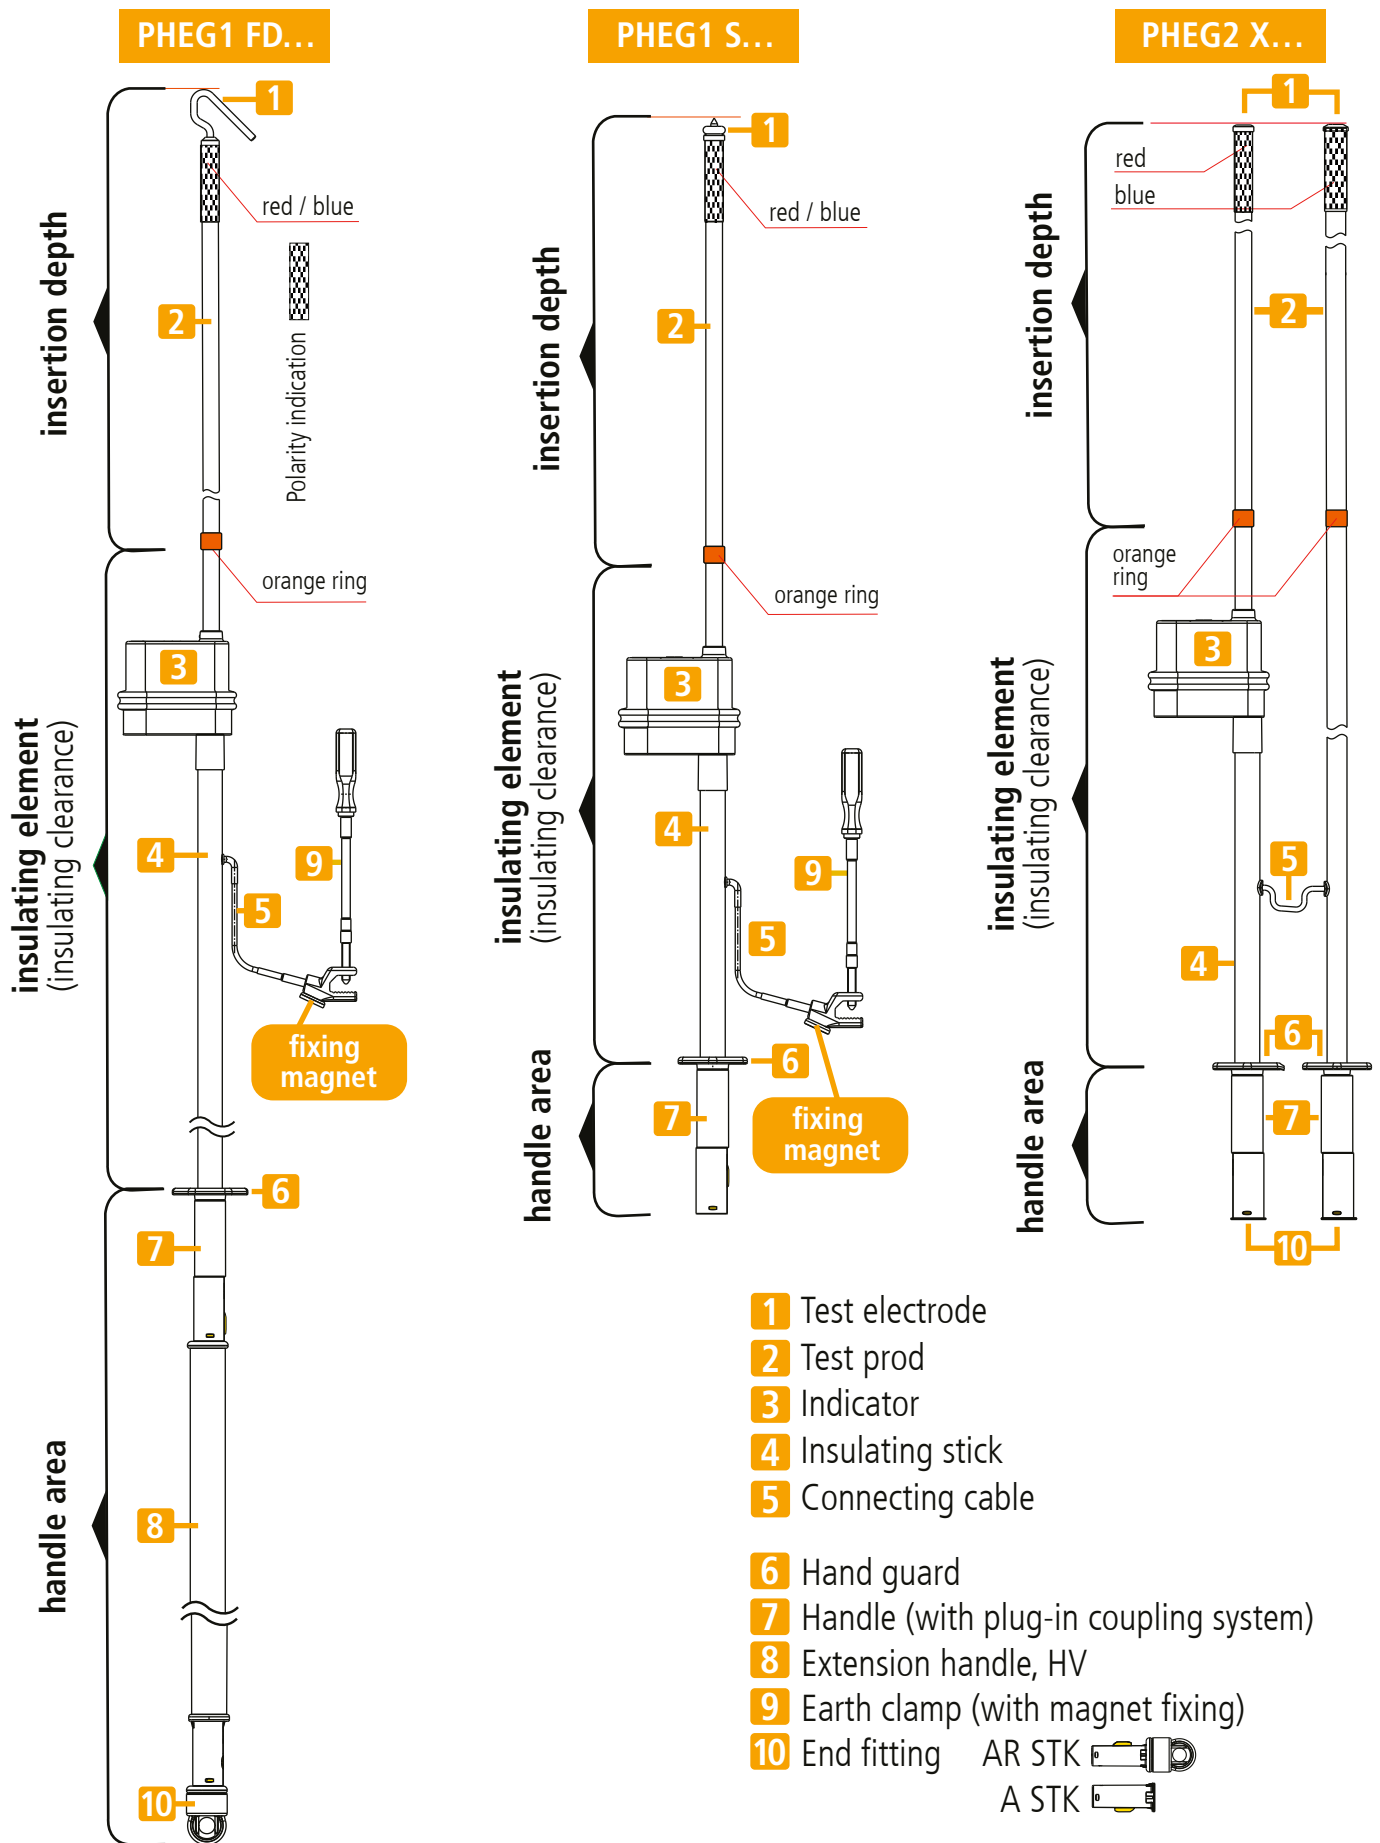 PHEG1 FD...
1
red / blue
insertion depth
2
Polarity indication
orange ring
3
insulating element
(insulating clearance)
4
9
5
fixing
magnet
6
7
handle area
8
10
PHEG1 S...
1
red / blue
insertion depth
2
orange ring
3
insulating element
(insulating clearance)
4
9
5
6
handle area
7
fixing
magnet
PHEG2 X...
1
red
blue
insertion depth
2
orange
ring
3
insulating element
(insulating clearance)
5
4
6
handle area
7
10
1 Test electrode
2 Test prod
3 Indicator
4 Insulating stick
5 Connecting cable
6 Hand guard
7 Handle (with plug-in coupling system)
8 Extension handle, HV
9 Earth clamp (with magnet fixing)
10 End fitting AR STK
A STK